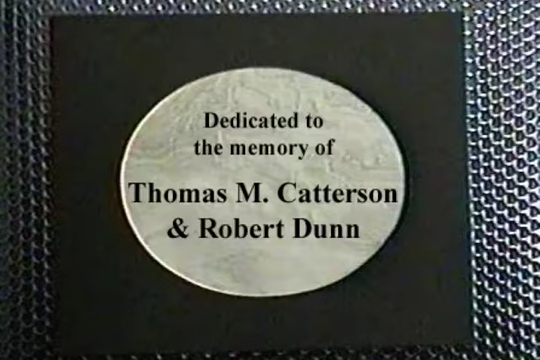 Dedicated to
the memory of
Thomas M. Catterson
& Robert Dunn